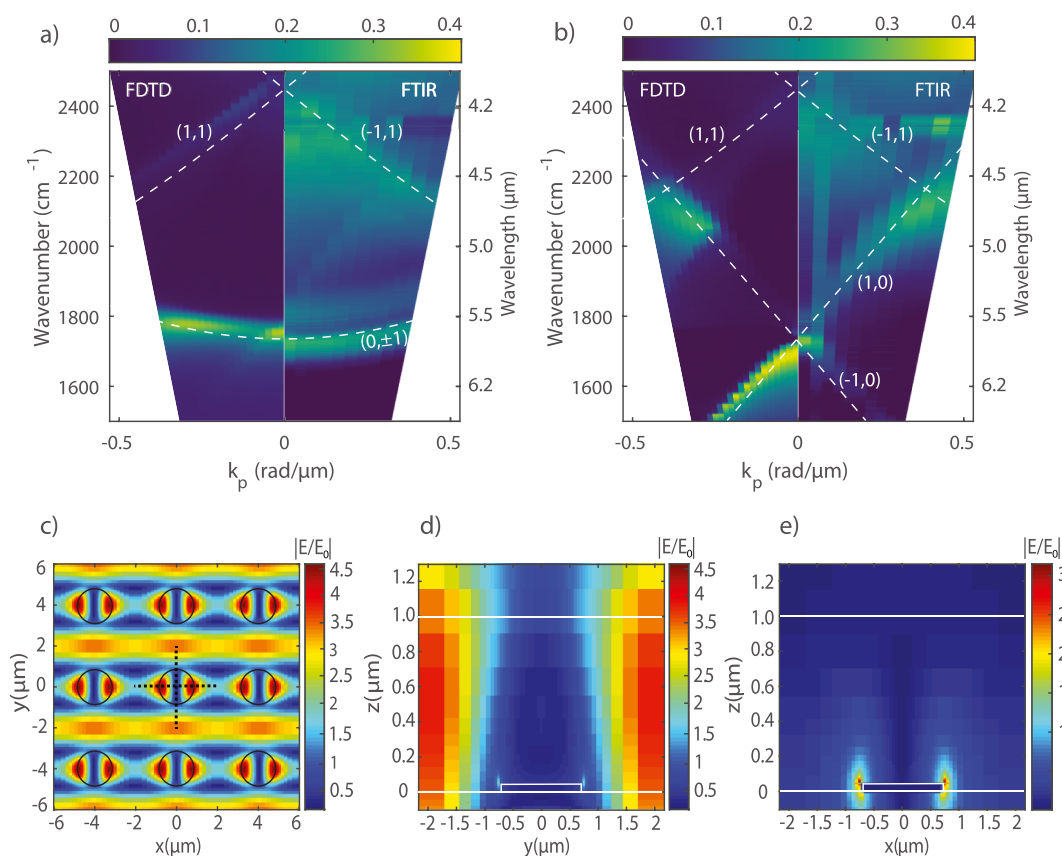 a)
0 0.1 0.2 0.3 0.4
FDTD
FTIR
(1,1)
(-1,1)
(0,±1)
2400
2200
2000
1800
1600
Wavenumber (cm⁻¹)
4.2
4.5
5.0
5.6
6.2
Wavelength (μm)
-0.5 0 0.5
kₚ (rad/μm)
b)
0 0.1 0.2 0.3 0.4
FDTD
FTIR
(1,1)
(-1,1)
(1,0)
(-1,0)
2400
2200
2000
1800
1600
Wavenumber (cm⁻¹)
4.2
4.5
5.0
5.6
6.2
Wavelength (μm)
-0.5 0 0.5
kₚ (rad/μm)
c)
|E/E₀|
6
4
2
0
-2
-4
-6
y(μm)
-6 -4 -2 0 2 4 6
x(μm)
4.5
4
3.5
3
2.5
2
1.5
1
0.5
d)
|E/E₀|
1.2
1.0
0.8
0.6
0.4
0.2
0
z(μm)
-2 -1.5 -1 -0.5 0 0.5 1 1.5 2
y(μm)
4.5
4
3.5
3
2.5
2
1.5
1
0.5
e)
|E/E₀|
1.2
1.0
0.8
0.6
0.4
0.2
0
z(μm)
-2 -1.5 -1 -0.5 0 0.5 1 1.5 2
x(μm)